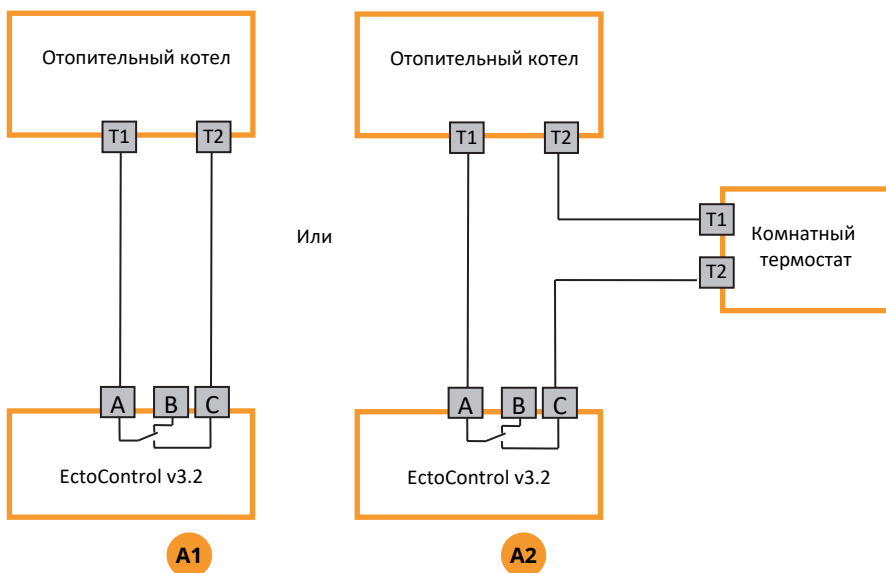 Отопительный котел
T1 T2
A B C
EctoControl v3.2
A1
Или
Отопительный котел
T1 T2
T1
Комнатный
термостат
T2
A B C
EctoControl v3.2
A2